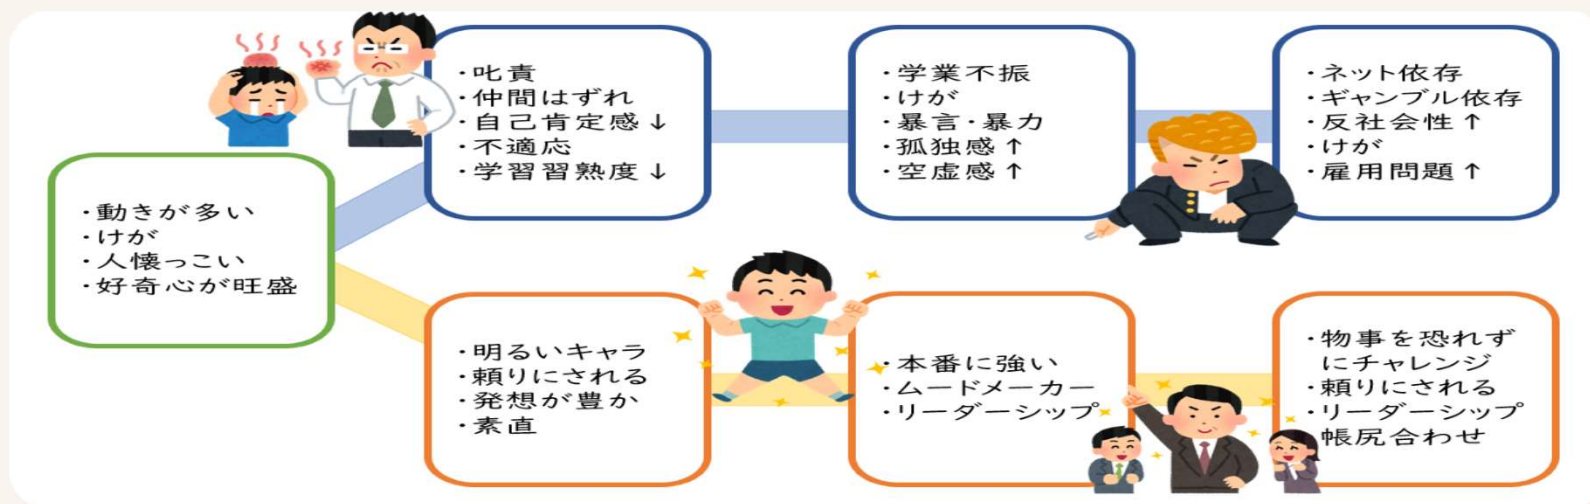 ・動きが多い
・けが
・人懐っこい
・好奇心が旺盛
・叱責
・仲間はずれ
・自己肯定感↓
・不適応
・学習習熟度↓
・学業不振
・けが
・暴言・暴力
・孤独感↑
・空虚感↑
・ネット依存
・ギャンブル依存
・反社会性↑
・けが
・雇用問題↑
・明るいキャラ
・頼りにされる
・発想が豊か
・素直
・本番に強い
・ムードメーカー
・リーダーシップ
・物事を恐れず
にチャレンジ
・頼りにされる
・リーダーシップ
帳尻合わせ